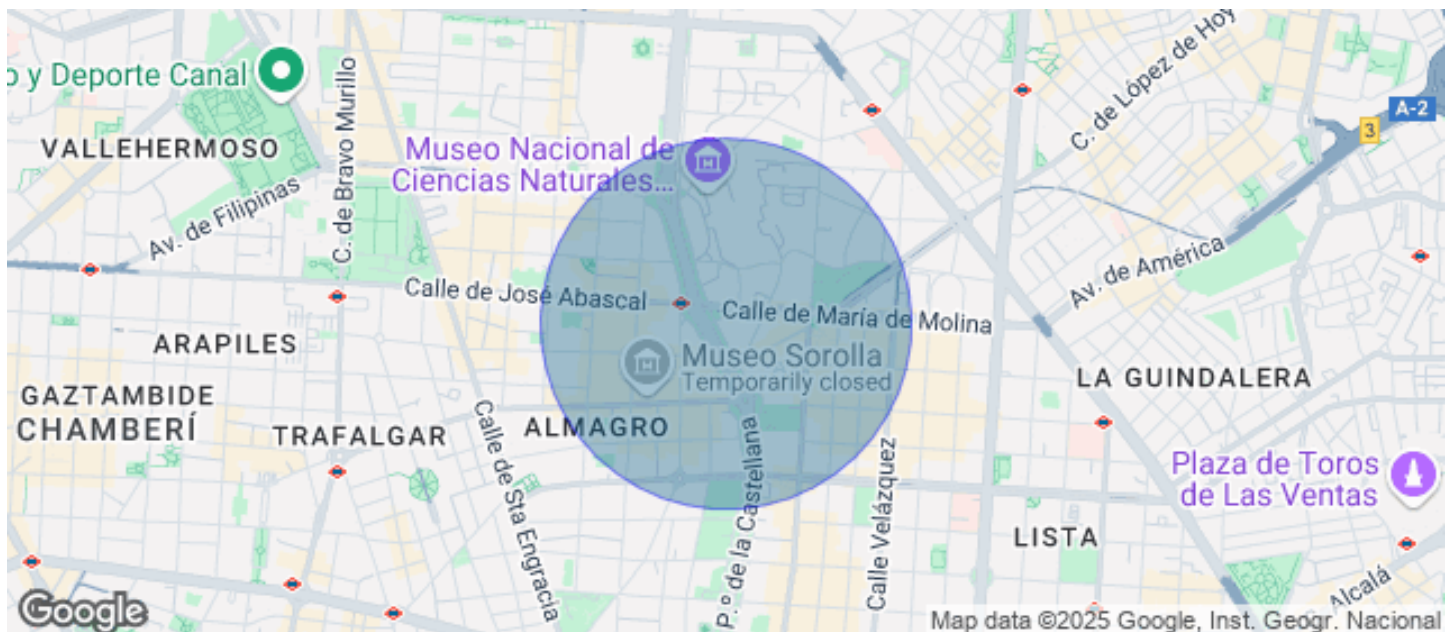 o y Deporte Canal
VALLEHERMOSO
Av. de Filipinas
C. de Bravo Murillo
Museo Nacional de
Ciencias Naturales...
C. de López de Hoy
A-2
3
Av. de América
Calle de José Abascal
Calle de María de Molina
ARAPILES
Museo Sorolla
Temporarily closed
LA GUINDALERA
GAZTAMBIDE
CHAMBERÍ
TRAFALGAR
ALMAGRO
Calle de Sta Engracia
P.º de la Castellana
Calle Velázquez
Plaza de Toros
de Las Ventas
LISTA
Alcalá
Google
Map data ©2025 Google, Inst. Geogr. Nacional